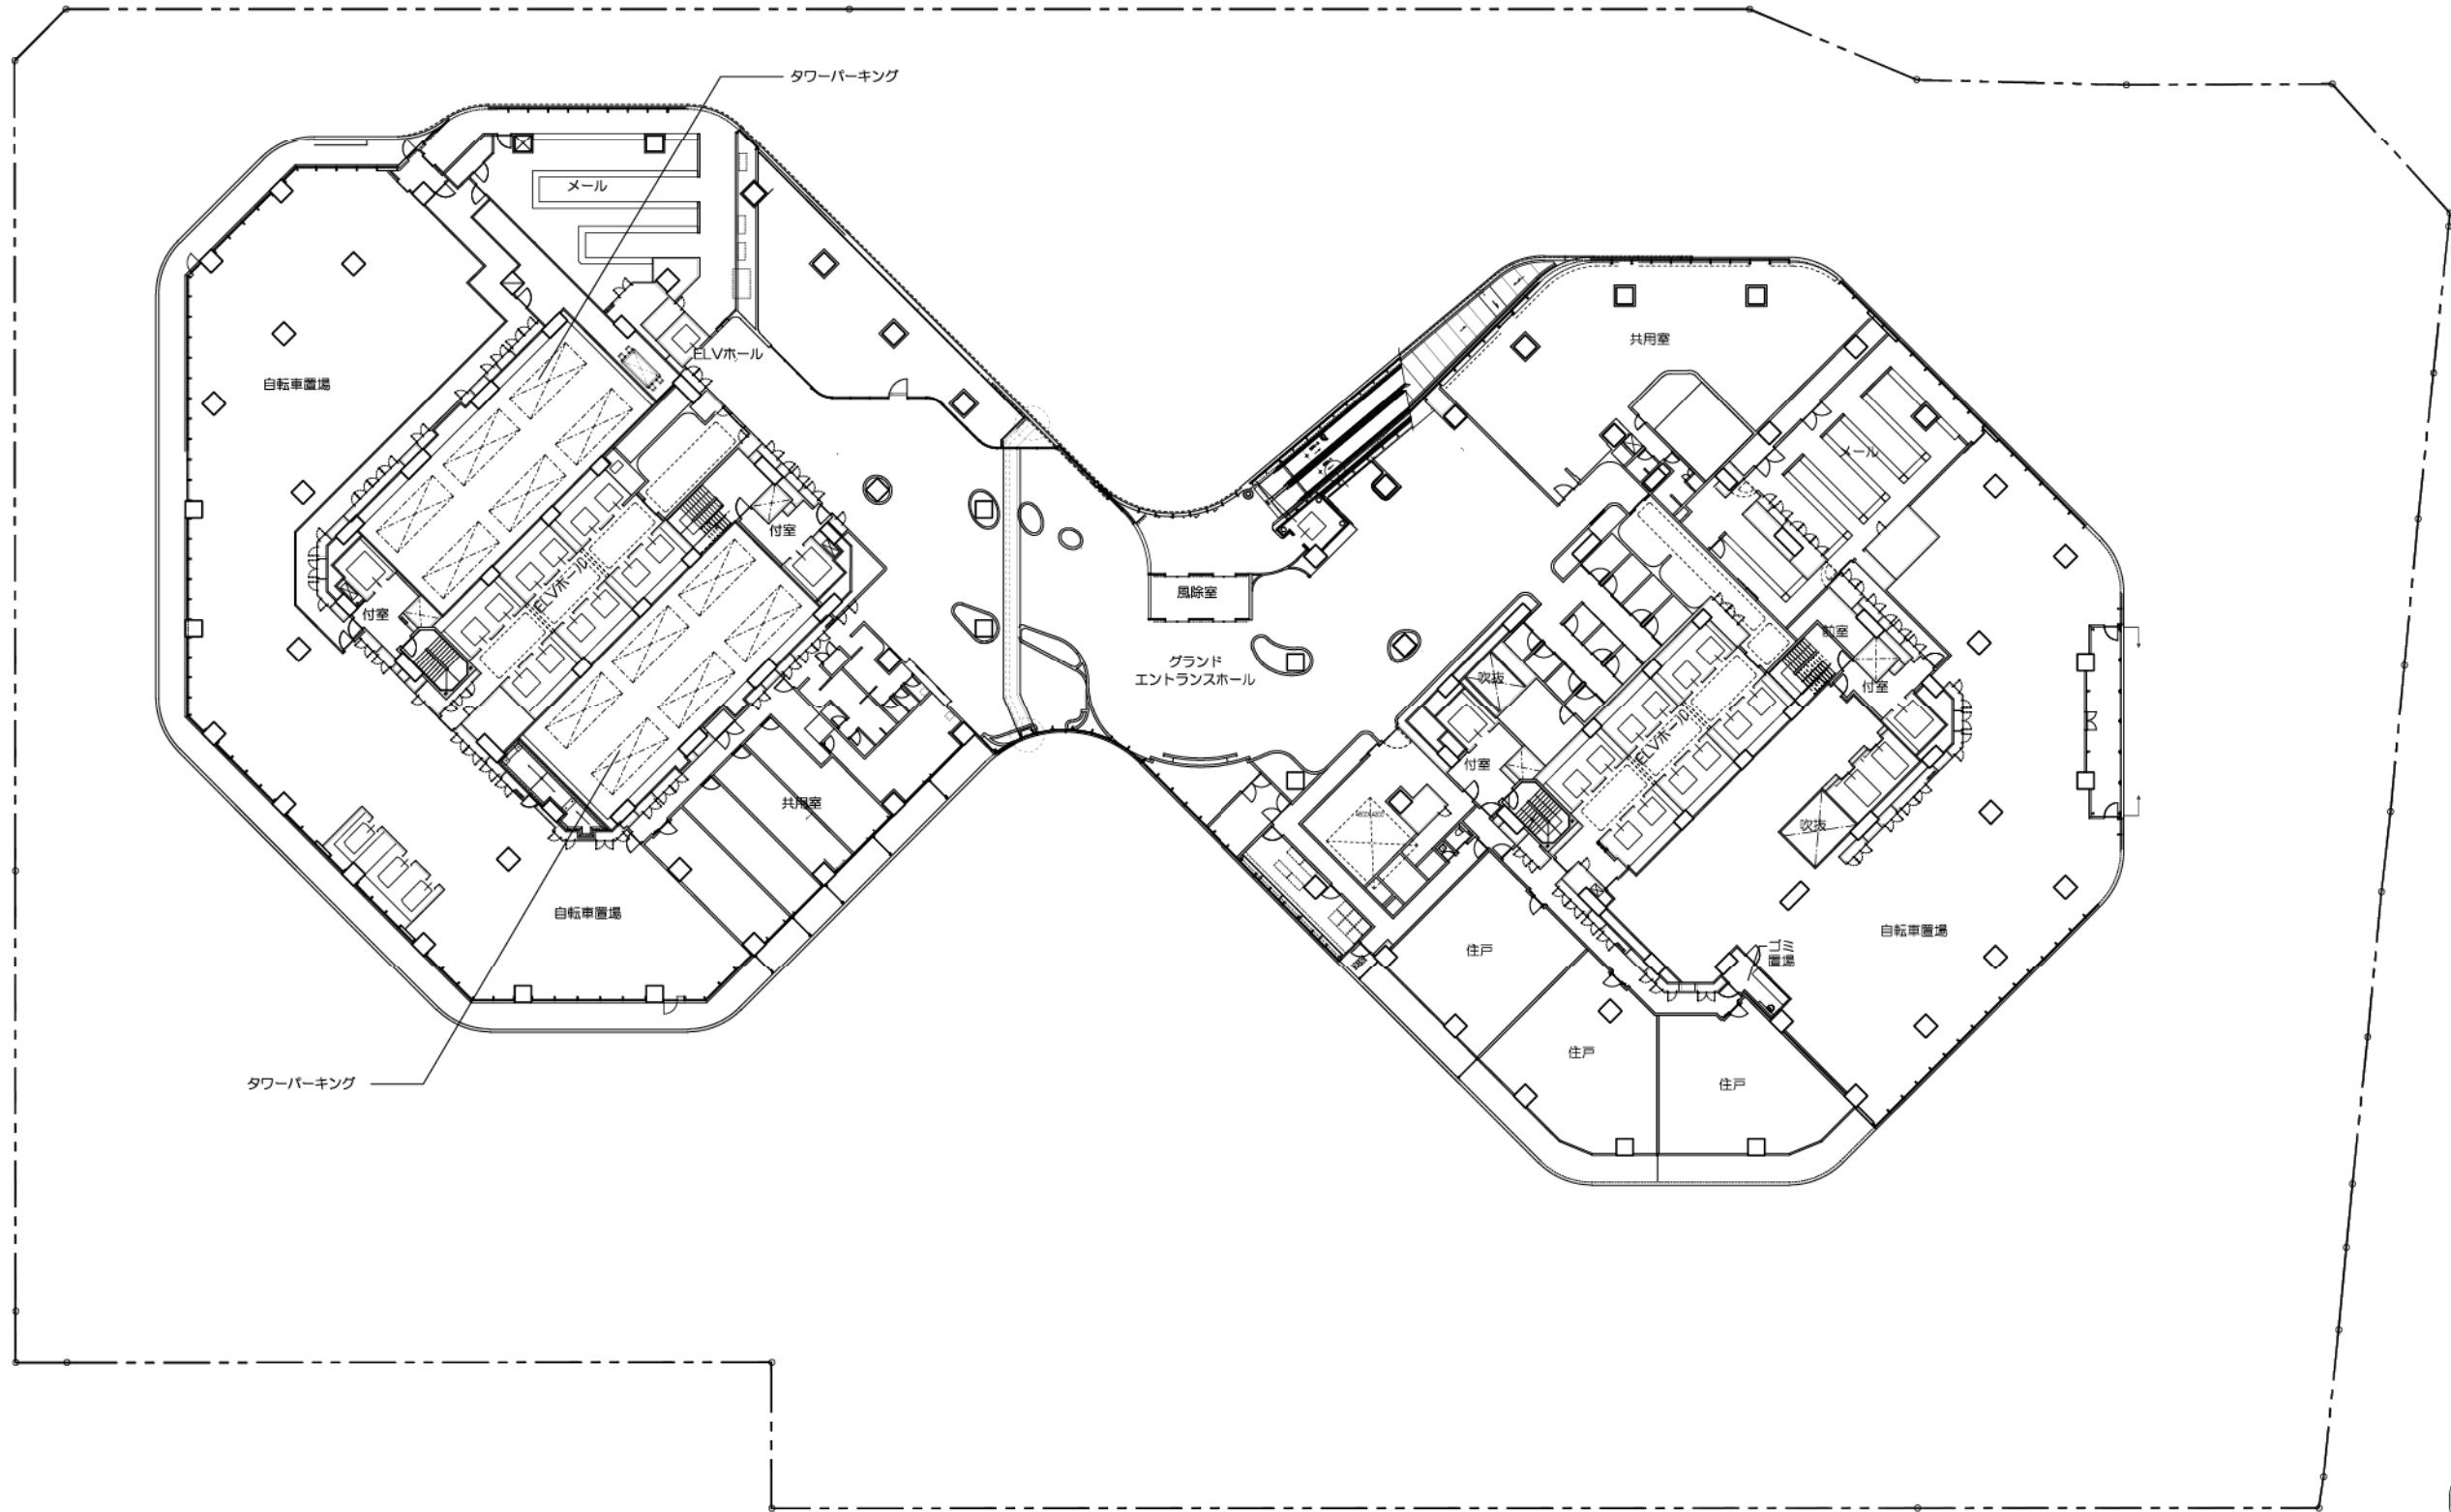 タワーパーキング
メール
ELVホール
自転車置場
付室
ELVホール
付室
共用室
自転車置場
タワーパーキング
風除室
グランド
エントランスホール
共用室
メール
前室
付室
吹抜
ELVホール
付室
吹抜
住戸
住戸
住戸
ゴミ
置場
自転車置場